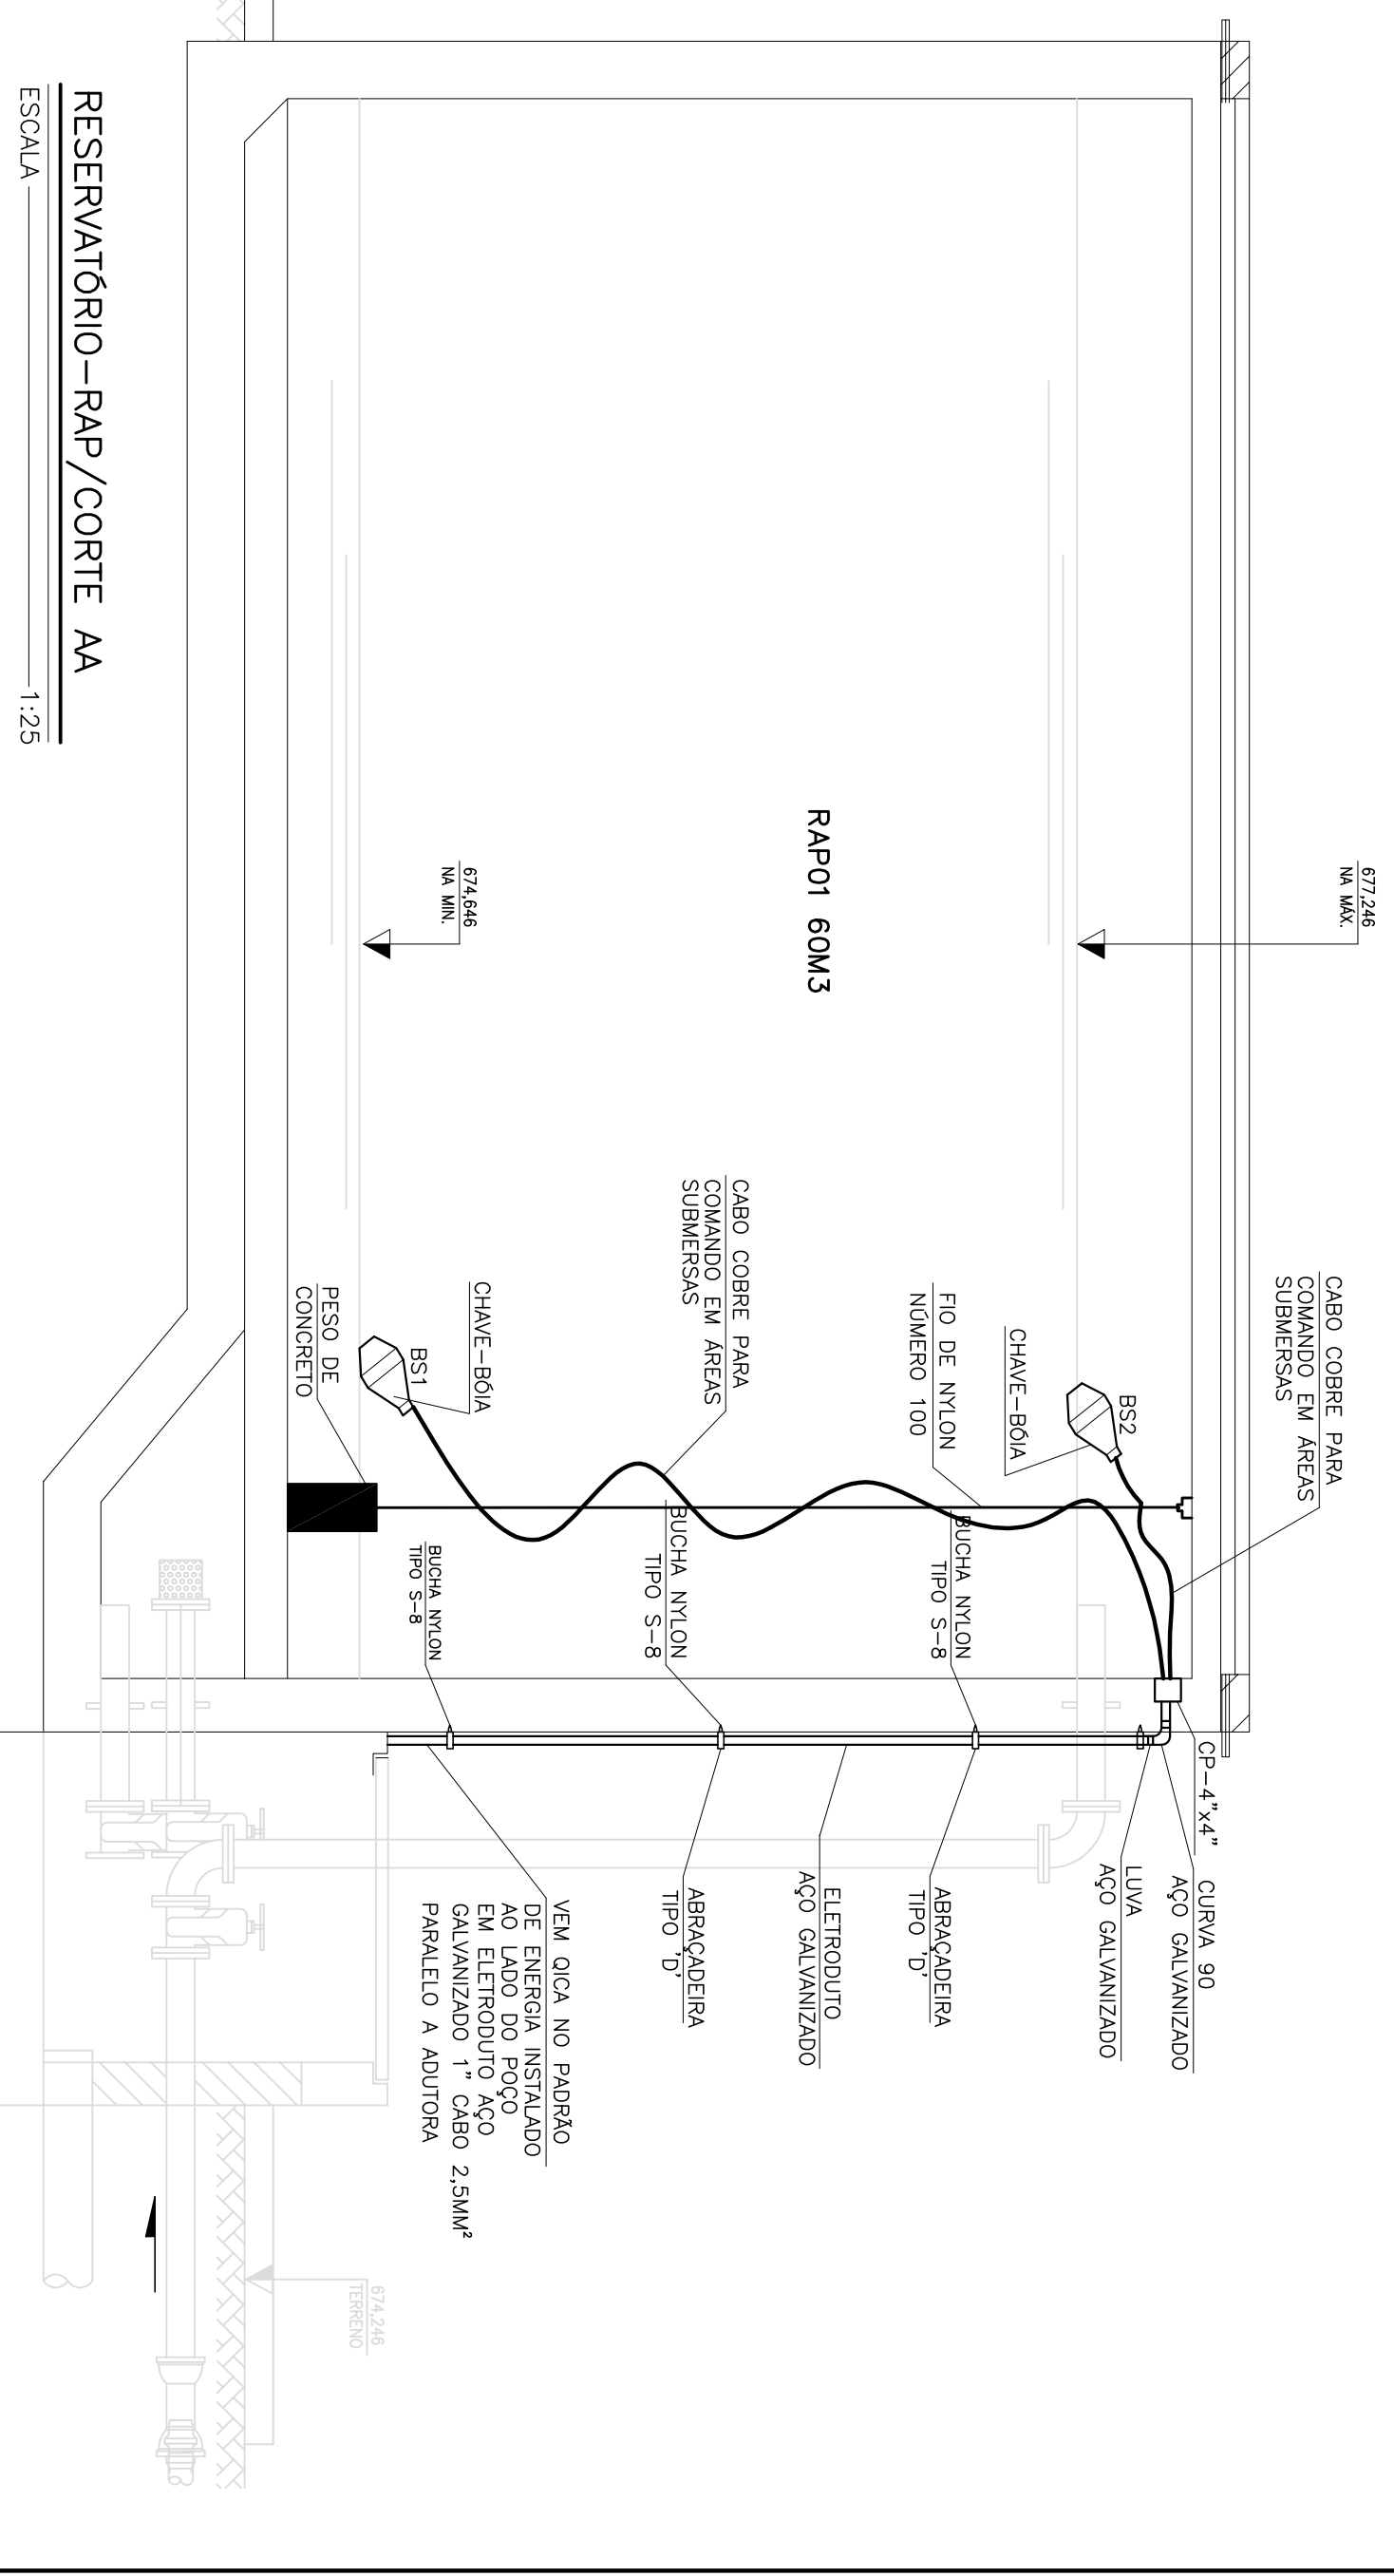 677,246
NA MÁX.
CABO COBRE PARA
COMANDO EM ÁREAS
SUBMERSAS
CP-4"x4"
CURVA 90
AÇO GALVANIZADO
LUVA
AÇO GALVANIZADO
BS2
CHAVE-BÓIA
FIO DE NYLON
NÚMERO 100
BUCHA NYLON
TIPO S-8
ABRAÇADEIRA
TIPO 'D'
RAP01 60M3
ELETRODUTO
AÇO GALVANIZADO
CABO COBRE PARA
COMANDO EM ÁREAS
SUBMERSAS
BUCHA NYLON
TIPO S-8
ABRAÇADEIRA
TIPO 'D'
674,646
NA MIN.
CHAVE-BÓIA
BS1
BUCHA NYLON
TIPO S-8
VEM QICA NO PADRÃO
DE ENERGIA INSTALADO
AO LADO DO POÇO
EM ELETRODUTO AÇO
GALVANIZADO 1" CABO 2,5MM²
PARALELO A ADUTORA
PESO DE
CONCRETO
674,246
TERRENO
RESERVATÓRIO-RAP/CORTE AA
ESCALA 1:25